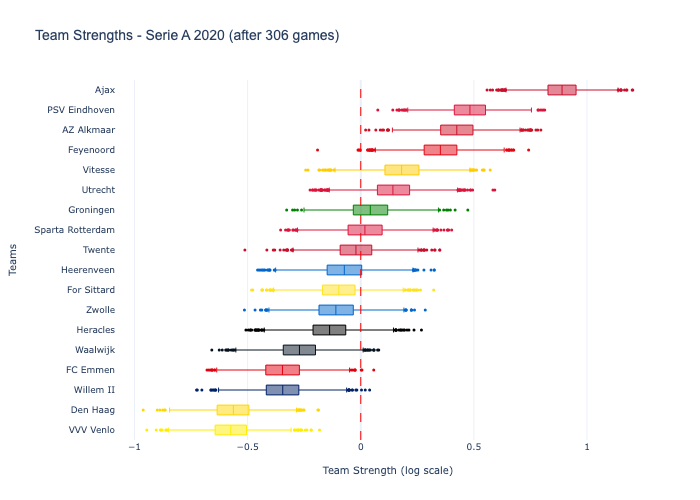 Team Strengths - Serie A 2020 (after 306 games)
Ajax
PSV Eindhoven
AZ Alkmaar
Feyenoord
Vitesse
Utrecht
Groningen
Sparta Rotterdam
Twente
Heerenveen
For Sittard
Zwolle
Heracles
Waalwijk
FC Emmen
Willem II
Den Haag
VVV Venlo
Teams
−1 −0.5 0 0.5 1
Team Strength (log scale)